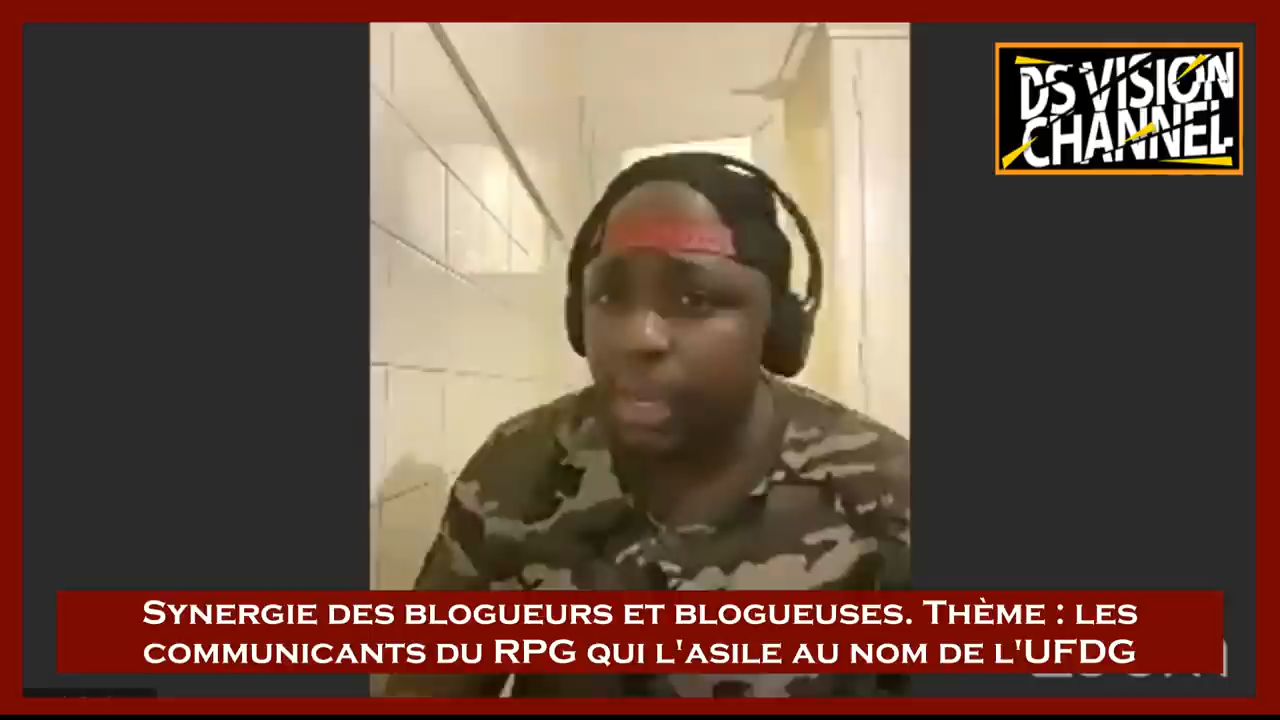 DS VISION
CHANNEL
SYNERGIE DES BLOGUEURS ET BLOGUEUSES. THÈME : LES
COMMUNICANTS DU RPG QUI L'ASILE AU NOM DE L'UFDG